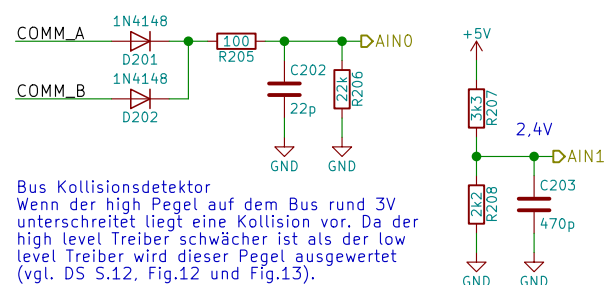 1N4148
COMM_A
D201
100
R205
AIN0
1N4148
COMM_B
D202
C202
22p
22k
R206
GND
GND
+5V
3k3
R207
2,4V
AIN1
2k2
R208
C203
470p
GND
GND
Bus Kollisionsdetektor
Wenn der high Pegel auf dem Bus rund 3V
unterschreitet liegt eine Kollision vor. Da der
high level Treiber schwächer ist als der low
level Treiber wird dieser Pegel ausgewertet
(vgl. DS S.12, Fig.12 und Fig.13).